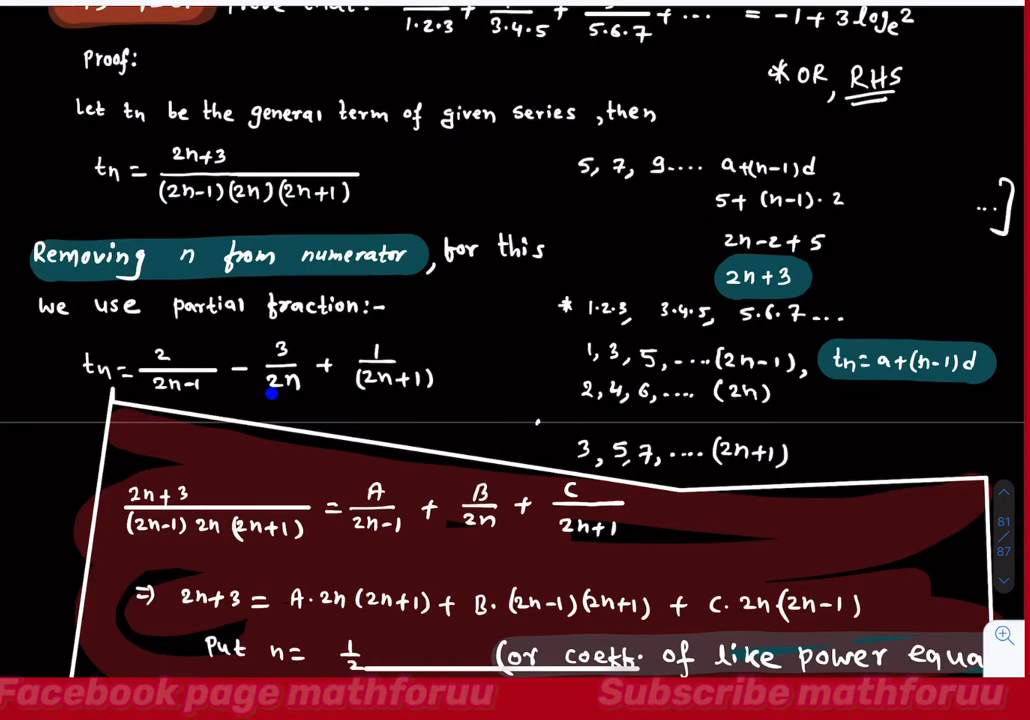 Prove that: 1·2·3 + 3·4·5 + 5·6·7 + ... = -1 + 3 logₑ2
Proof:
* OR, RHS
Let tn be the general term of given series, then
tn = 2n+3 / (2n-1)(2n)(2n+1)
5, 7, 9.... a+(n-1)d
5+ (n-1)·2
...]
2n-2+5
2n+3
Removing n from numerator, for this
we use partial fraction:-
* 1·2·3, 3·4·5, 5·6·7...
tn = 2/2n-1 - 3/2n + 1/(2n+1)
1, 3, 5, ....(2n-1), tn = a+(n-1)d
2, 4, 6, .... (2n)
3, 5, 7, .... (2n+1)
2n+3 / (2n-1) 2n (2n+1) = A/2n-1 + B/2n + C/2n+1
⇒ 2n+3 = A·2n(2n+1) + B·(2n-1)(2n+1) + C·2n(2n-1)
Put n= 1/2 (or coeff. of like power equa
81
/
87
Facebook page mathforuu Subscribe mathforuu